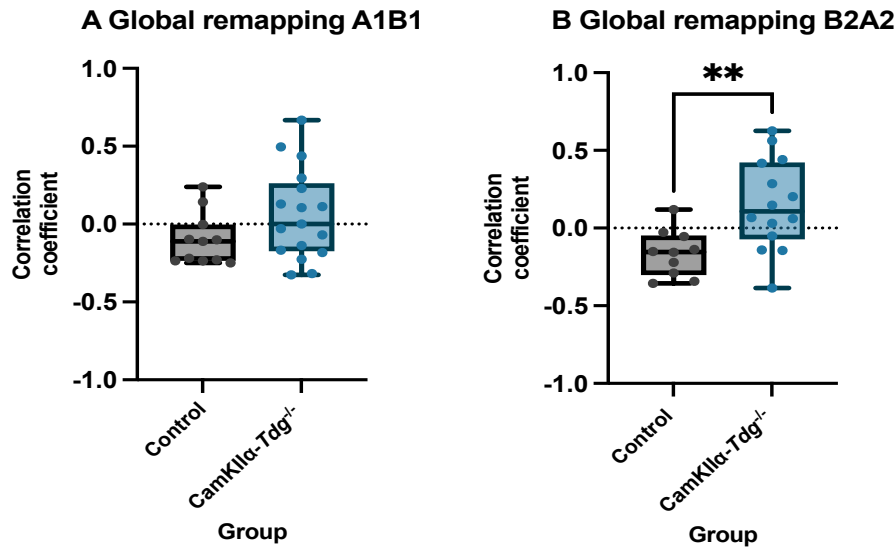 A Global remapping A1B1
1.0
0.5
0.0
-0.5
-1.0
Correlation
coefficient
Control
CamKIIα-Tdg-/-
Group
B Global remapping B2A2
**
1.0
0.5
0.0
-0.5
-1.0
Correlation
coefficient
Control
CamKIIα-Tdg-/-
Group